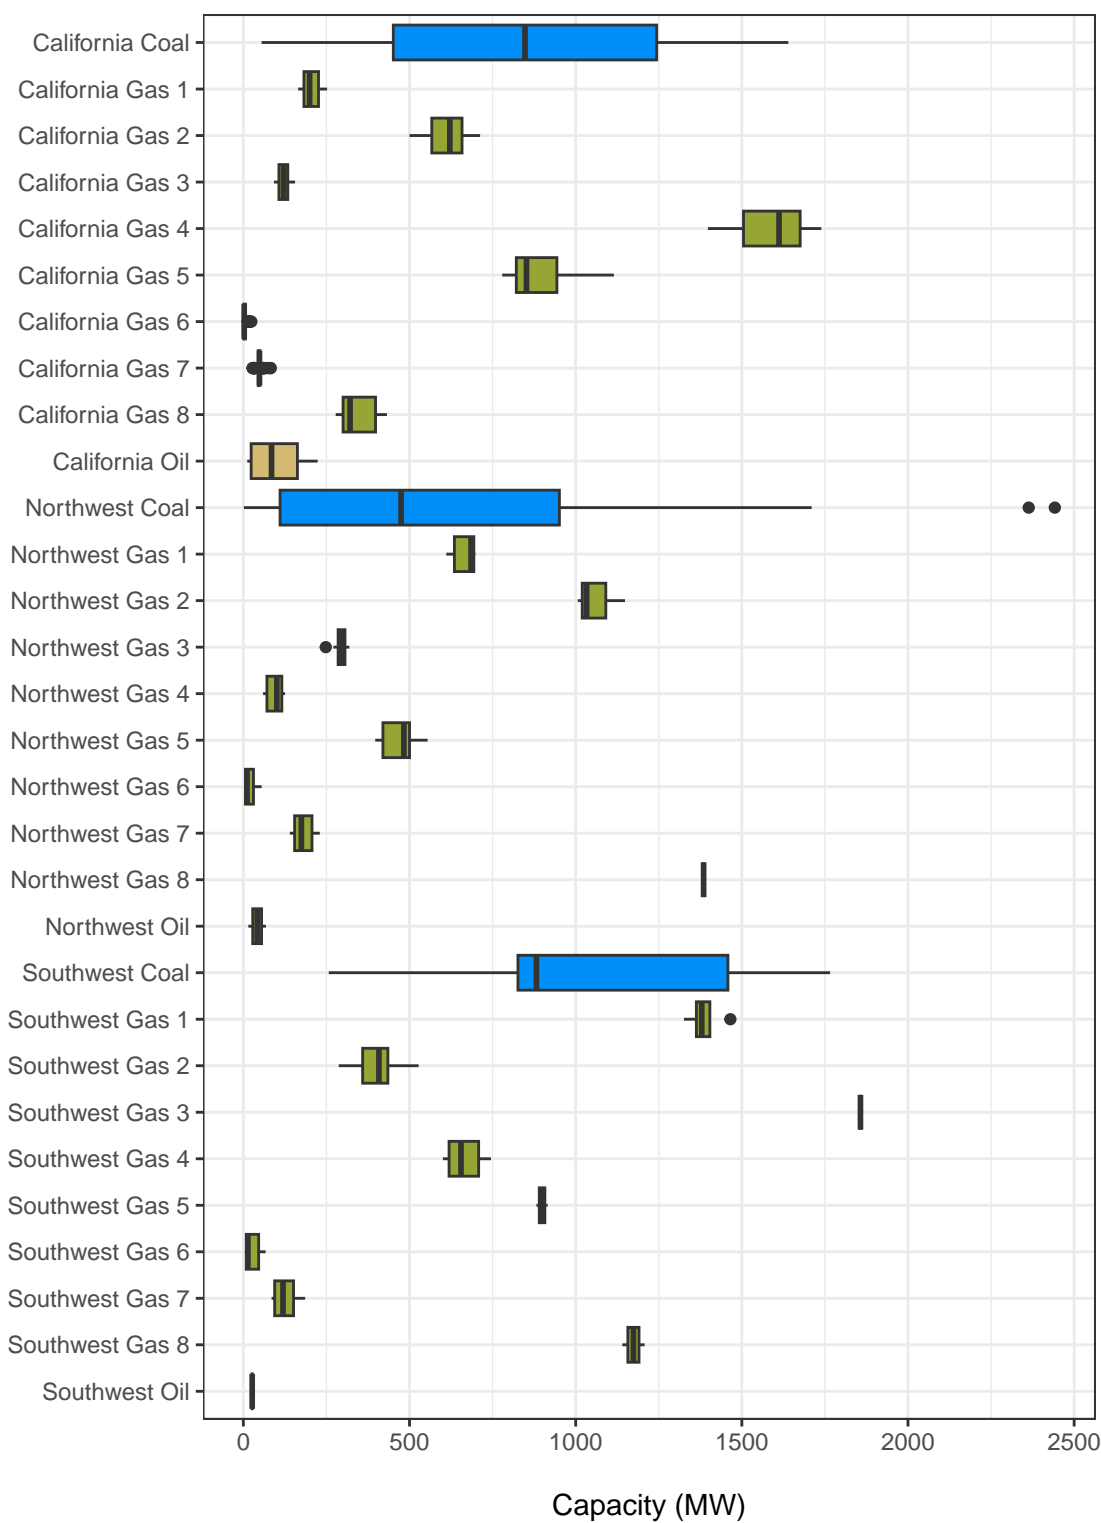 California Coal
California Gas 1
California Gas 2
California Gas 3
California Gas 4
California Gas 5
California Gas 6
California Gas 7
California Gas 8
California Oil
Northwest Coal
Northwest Gas 1
Northwest Gas 2
Northwest Gas 3
Northwest Gas 4
Northwest Gas 5
Northwest Gas 6
Northwest Gas 7
Northwest Gas 8
Northwest Oil
Southwest Coal
Southwest Gas 1
Southwest Gas 2
Southwest Gas 3
Southwest Gas 4
Southwest Gas 5
Southwest Gas 6
Southwest Gas 7
Southwest Gas 8
Southwest Oil
0 500 1000 1500 2000 2500
Capacity (MW)